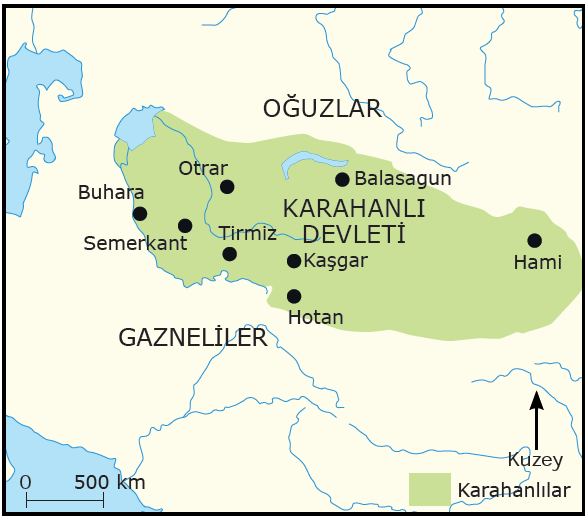 OĞUZLAR
Otrar
Balasagun
Buhara
KARAHANLI
DEVLETİ
Semerkant
Tirmiz
Kaşgar
Hami
Hotan
GAZNELİLER
Kuzey
0 500 km
Karahanlılar